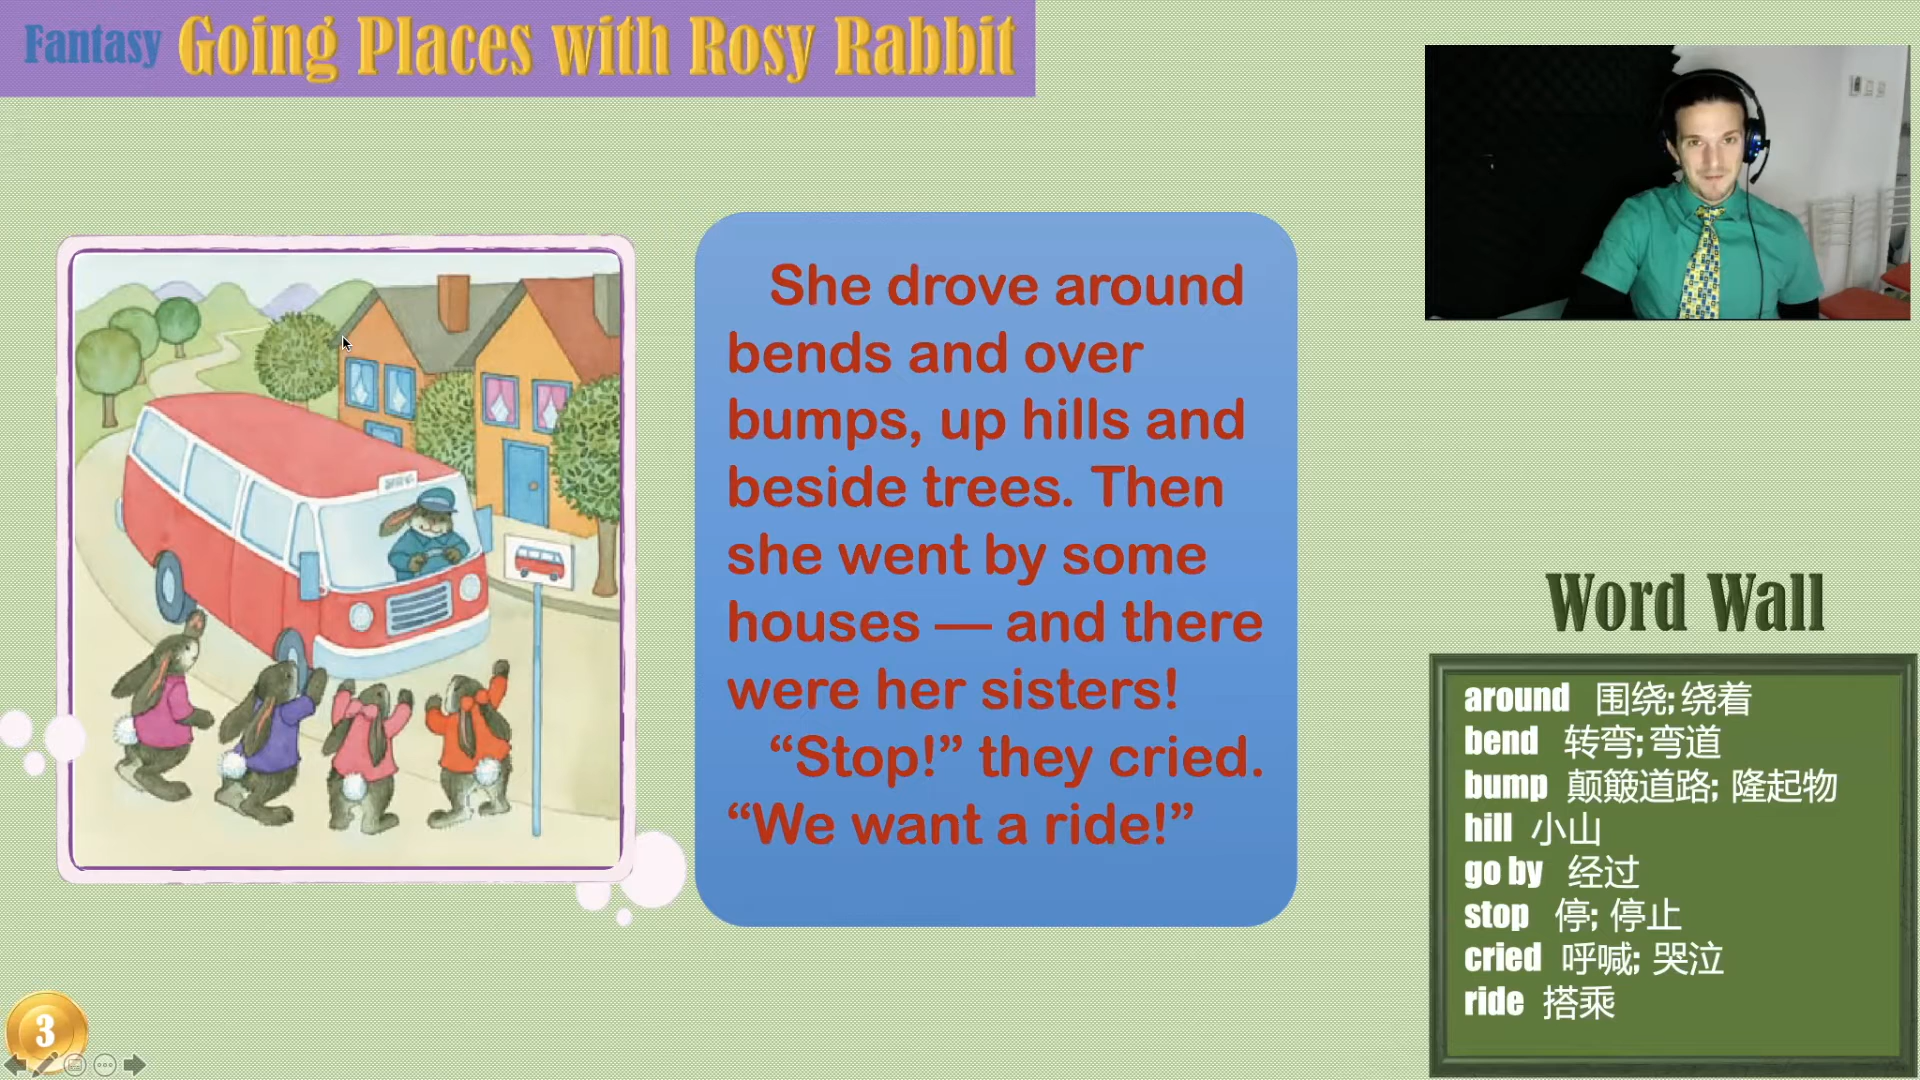 Fantasy Going Places with Rosy Rabbit
She drove around
bends and over
bumps, up hills and
beside trees. Then
she went by some
houses — and there
were her sisters!
“Stop!” they cried.
“We want a ride!”
Word Wall
around 围绕; 绕着
bend 转弯; 弯道
bump 颠簸道路; 隆起物
hill 小山
go by 经过
stop 停; 停止
cried 呼喊; 哭泣
ride 搭乘
3